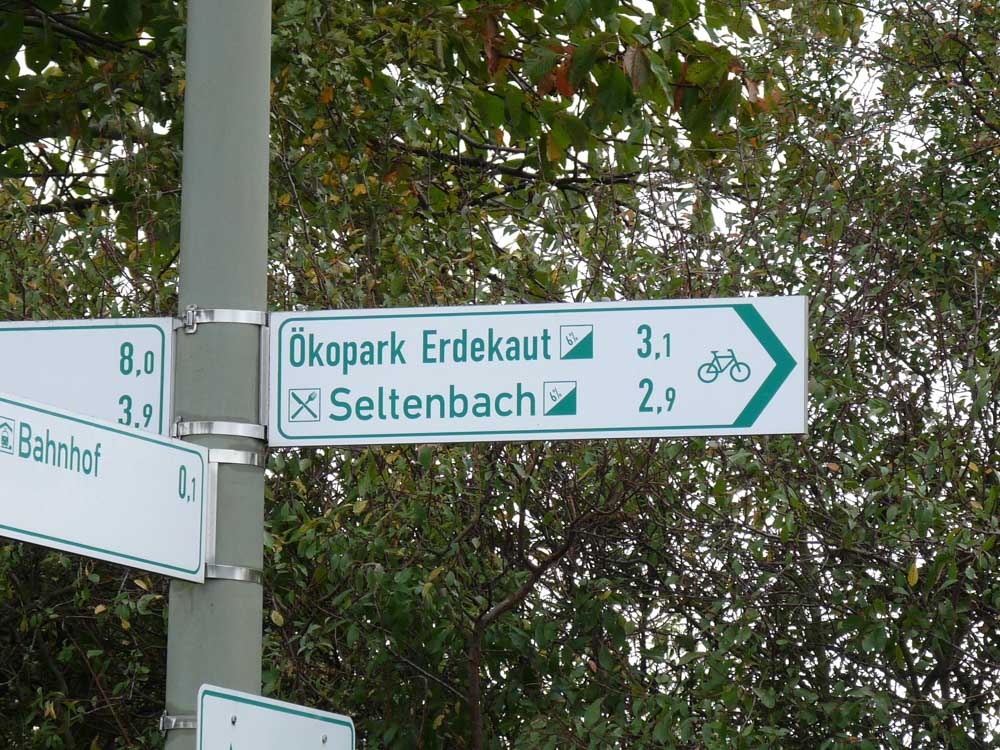 Ökopark Erdekaut 3,1
Seltenbach 2,9
8,0
3,9
Bahnhof 0,1